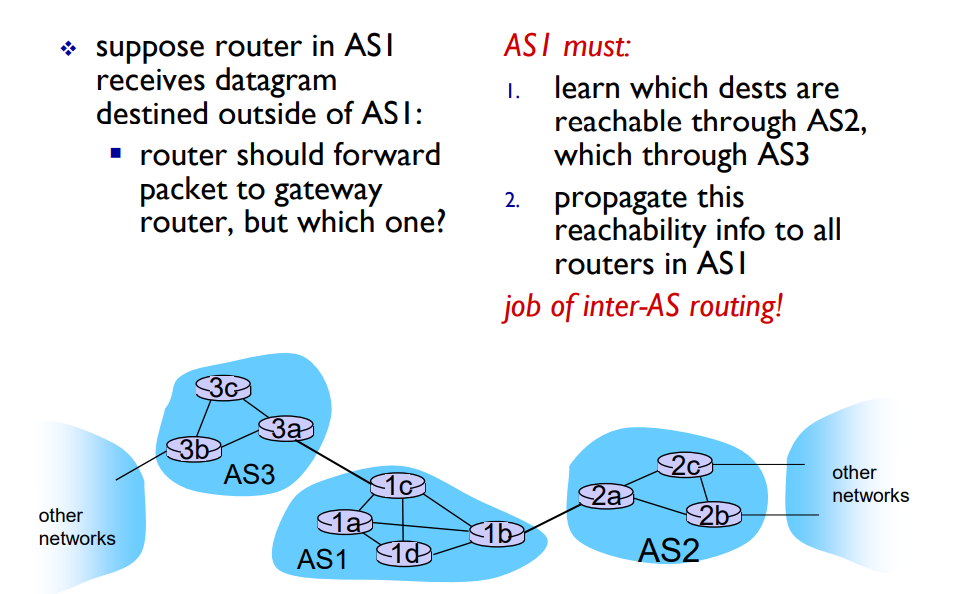 ❖ suppose router in AS1
receives datagram
destined outside of AS1:
▪ router should forward
packet to gateway
router, but which one?
AS1 must:
1. learn which dests are
reachable through AS2,
which through AS3
2. propagate this
reachability info to all
routers in AS1
job of inter-AS routing!
3c
3a
3b
AS3
other
networks
1c
1a
1b
1d
AS1
2c
2a
2b
AS2
other
networks